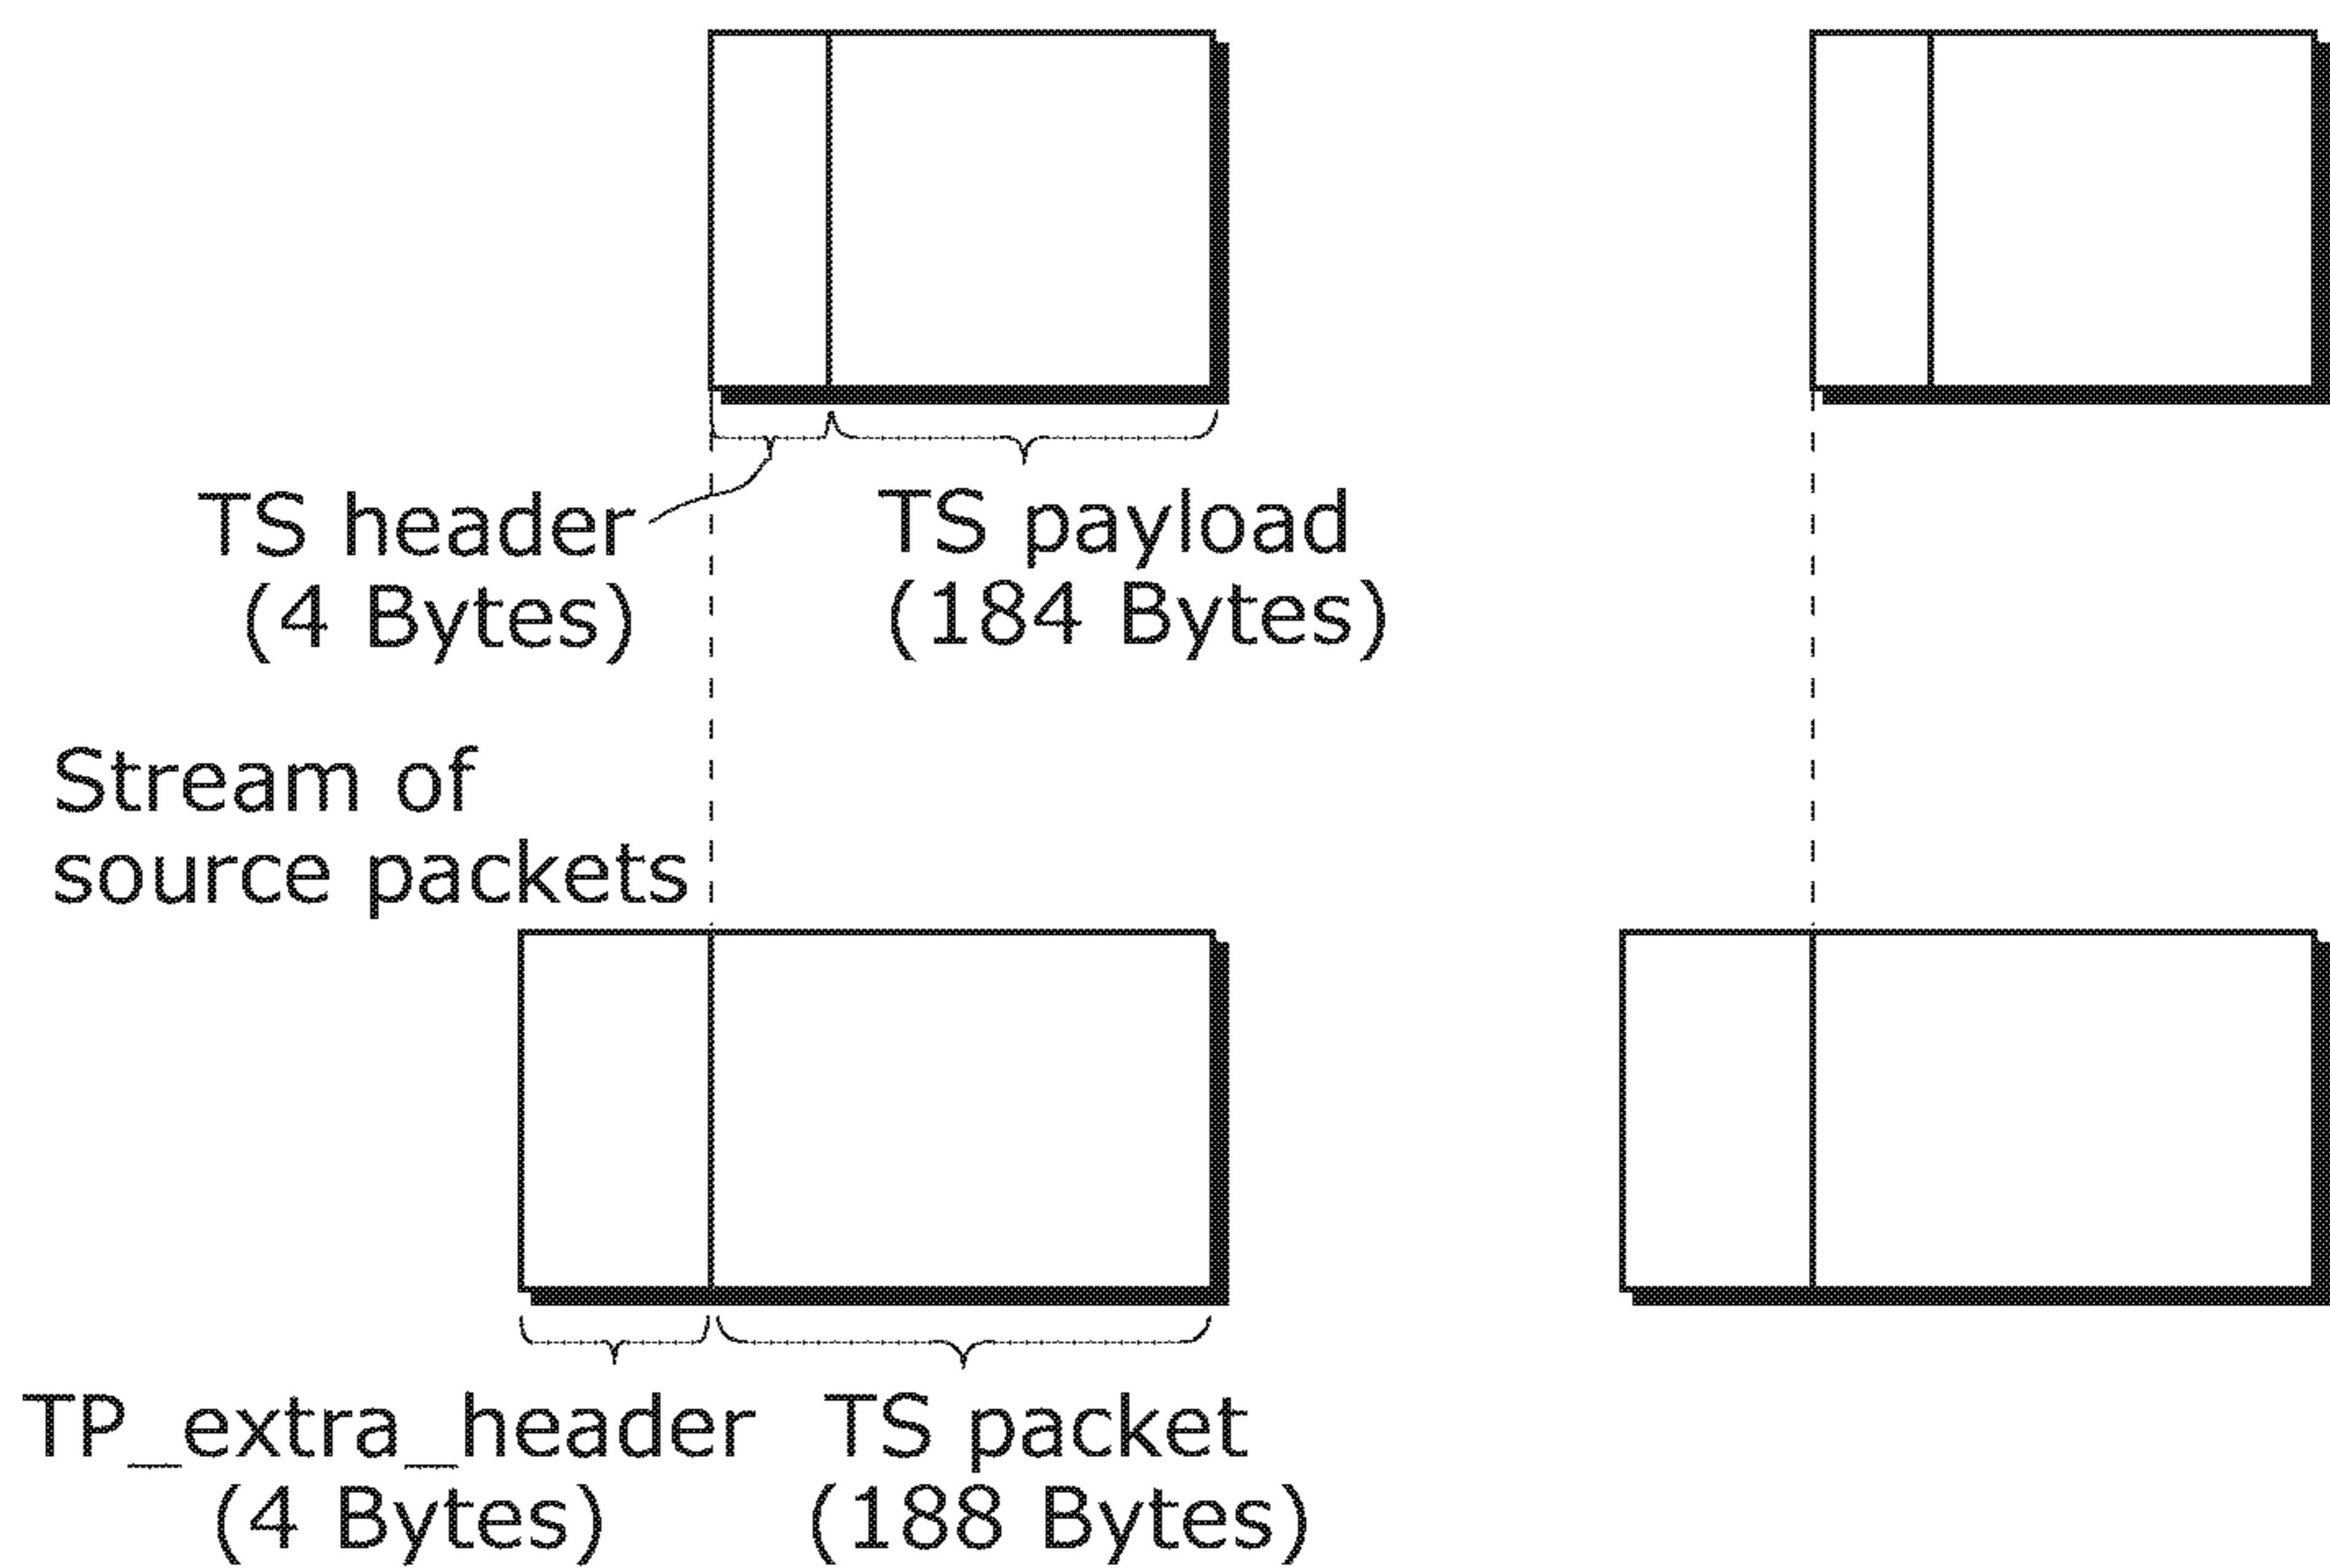 TS header
(4 Bytes)
TS payload
(184 Bytes)
Stream of
source packets
TP_extra_header
(4 Bytes)
TS packet
(188 Bytes)